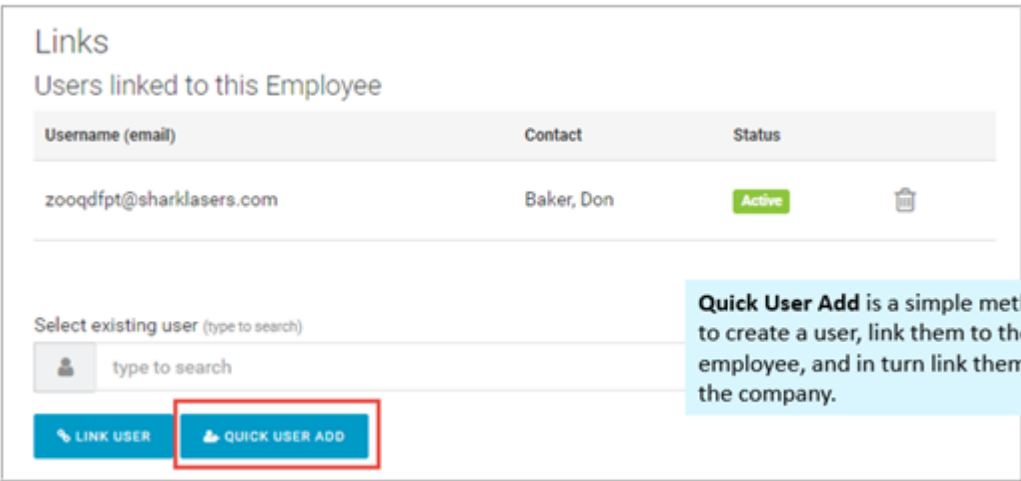 Links
Users linked to this Employee
Username (email) Contact Status
zooqdfpt@sharklasers.com Baker, Don Active
Quick User Add is a simple met
to create a user, link them to the
employee, and in turn link them
the company.
Select existing user (type to search)
type to search
LINK USER QUICK USER ADD